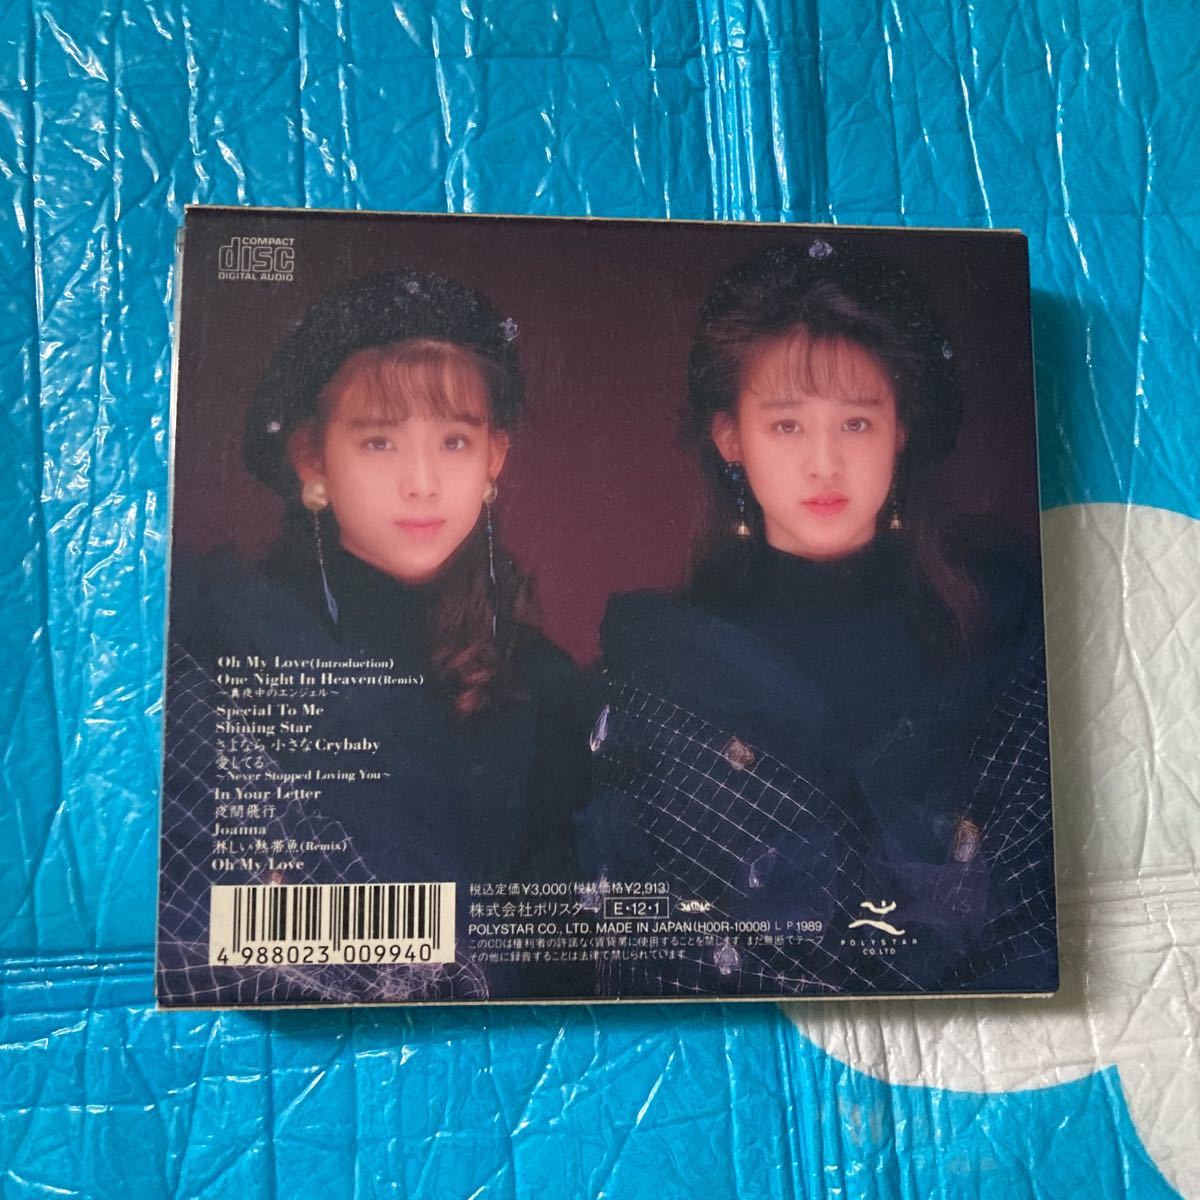 COMPACT
disc
DIGITAL AUDIO
Oh My Love(Introduction)
One Night In Heaven(Remix)
~真夜中のエンジェル~
Special To Me
Shining Star
さよなら 小さなCrybaby
愛してる
~Never Stopped Loving You~
In Your Letter
夜間飛行
Joanna
淋しい熱帯魚(Remix)
Oh My Love
税込定価¥3,000(税抜価格¥2,913)
株式会社ポリスター E・12・1
POLYSTAR CO., LTD. MADE IN JAPAN(H00R-10008) L P 1989
このCDは権利者の許諾なく賃貸業に使用することを禁じます。また無断でテープ
その他に録音することは法律で禁じられています。
4 988023 009940
POLYSTAR
CO.LTD